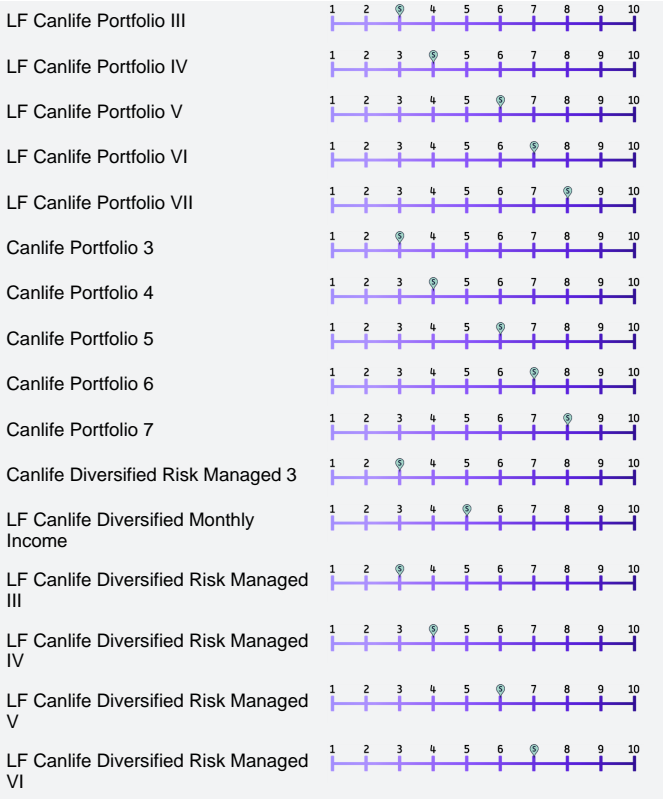 LF Canlife Portfolio III
1 2 S 4 5 6 7 8 9 10
3
LF Canlife Portfolio IV
1 2 3 S 5 6 7 8 9 10
4
LF Canlife Portfolio V
1 2 3 4 5 S 7 8 9 10
6
LF Canlife Portfolio VI
1 2 3 4 5 6 S 8 9 10
7
LF Canlife Portfolio VII
1 2 3 4 5 6 7 S 9 10
8
Canlife Portfolio 3
1 2 S 4 5 6 7 8 9 10
Canlife Portfolio 4
1 2 3 S 5 6 7 8 9 10
Canlife Portfolio 5
1 2 3 4 5 S 7 8 9 10
Canlife Portfolio 6
1 2 3 4 5 6 S 8 9 10
Canlife Portfolio 7
1 2 3 4 5 6 7 S 9 10
Canlife Diversified Risk Managed 3
1 2 S 4 5 6 7 8 9 10
LF Canlife Diversified Monthly
Income
1 2 3 4 S 6 7 8 9 10
LF Canlife Diversified Risk Managed
III
1 2 S 4 5 6 7 8 9 10
LF Canlife Diversified Risk Managed
IV
1 2 3 S 5 6 7 8 9 10
LF Canlife Diversified Risk Managed
V
1 2 3 4 5 S 7 8 9 10
LF Canlife Diversified Risk Managed
VI
1 2 3 4 5 6 S 8 9 10